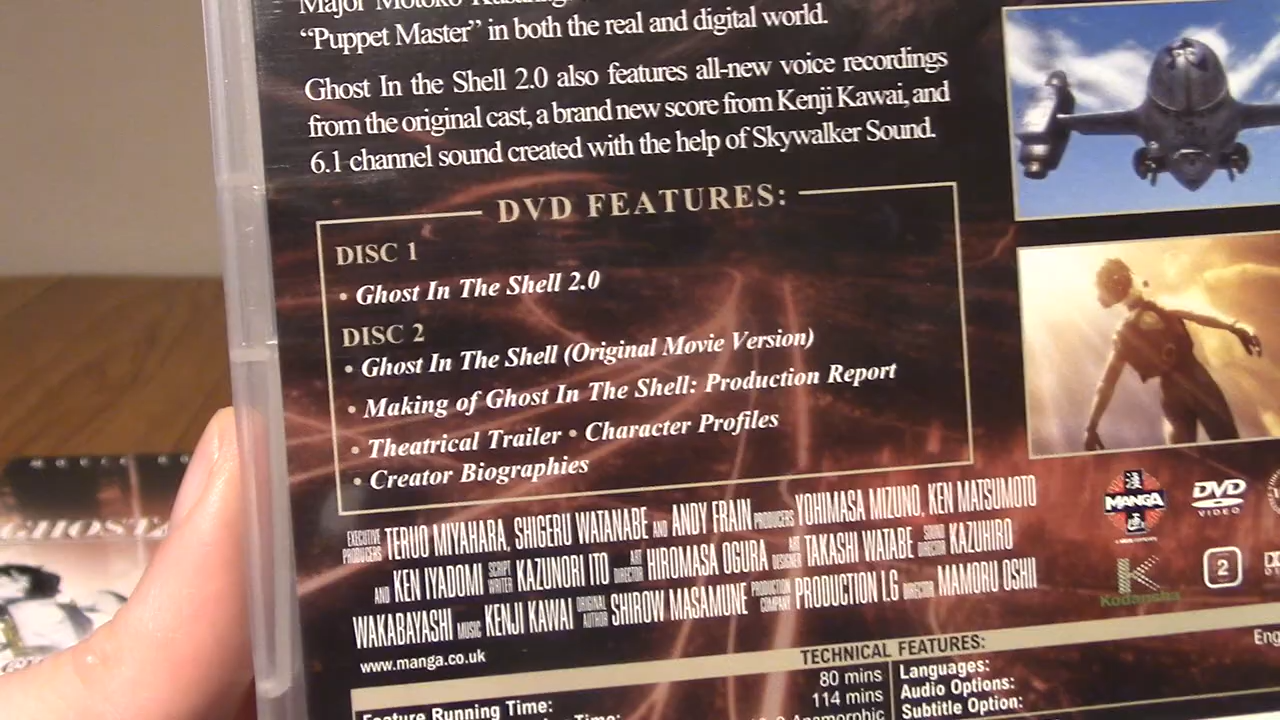 Major Motoko
“Puppet Master” in both the real and digital world.
Ghost In the Shell 2.0 also features all-new voice recordings
from the original cast, a brand new score from Kenji Kawai, and
6.1 channel sound created with the help of Skywalker Sound.
DVD FEATURES:
DISC 1
• Ghost In The Shell 2.0
DISC 2
• Ghost In The Shell (Original Movie Version)
• Making of Ghost In The Shell: Production Report
• Theatrical Trailer • Character Profiles
• Creator Biographies
EXECUTIVE PRODUCERS TERUO MIYAHARA, SHIGERU WATANABE AND ANDY FRAIN PRODUCERS YOHIMASA MIZUNO, KEN MATSUMOTO
AND KEN IYADOMI SCRIPT WRITER KAZUNORI ITO ART DIRECTOR HIROMASA OGURA ART DESIGNER TAKASHI WATABE SOUND DIRECTOR KAZUHIRO
WAKABAYASHI MUSIC KENJI KAWAI ORIGINAL AUTHOR SHIROW MASAMUNE PRODUCTION COMPANY PRODUCTION I.G DIRECTOR MAMORU OSHII
www.manga.co.uk
MANGA
DVD
VIDEO
K
Kodansha
2
TECHNICAL FEATURES:
Feature Running Time:
80 mins
114 mins
Time:
Anamorphic
Languages:
Audio Options:
Subtitle Option:
Eng
GHOST